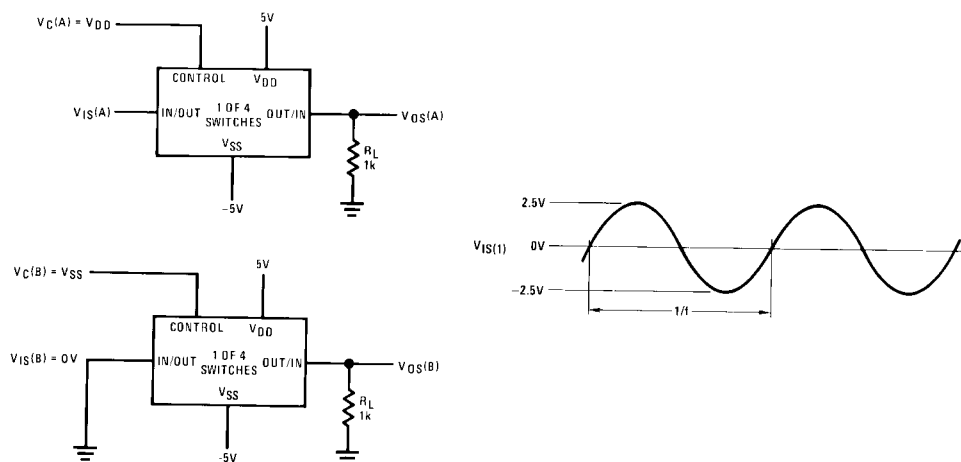 VC(A) = VDD
5V
CONTROL VDD
VIS(A)
IN/OUT 1 OF 4 OUT/IN
SWITCHES
VSS
VOS(A)
RL
1k
-5V
VC(B) = VSS
5V
CONTROL VDD
VIS(B) = 0V
IN/OUT 1 OF 4 OUT/IN
SWITCHES
VSS
VOS(B)
RL
1k
-5V
2.5V
VIS(1) 0V
-2.5V
1/f